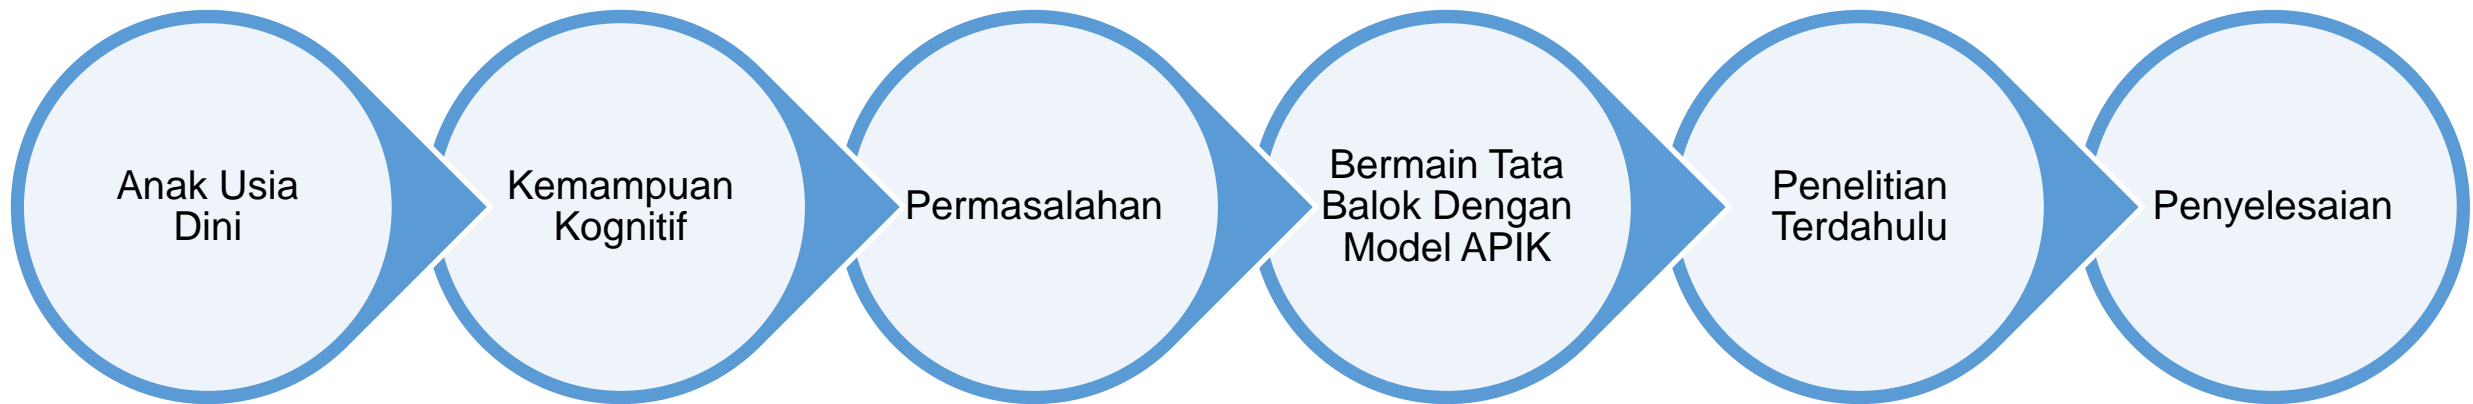 Anak Usia
Dini
Kemampuan
Kognitif
Permasalahan
Bermain Tata
Balok Dengan
Model APIK
Penelitian
Terdahulu
Penyelesaian